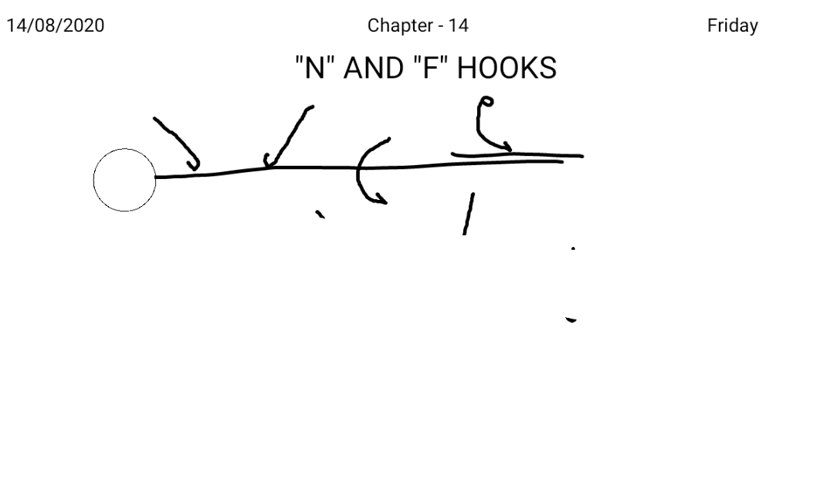 14/08/2020 Chapter - 14 Friday
"N" AND "F" HOOKS